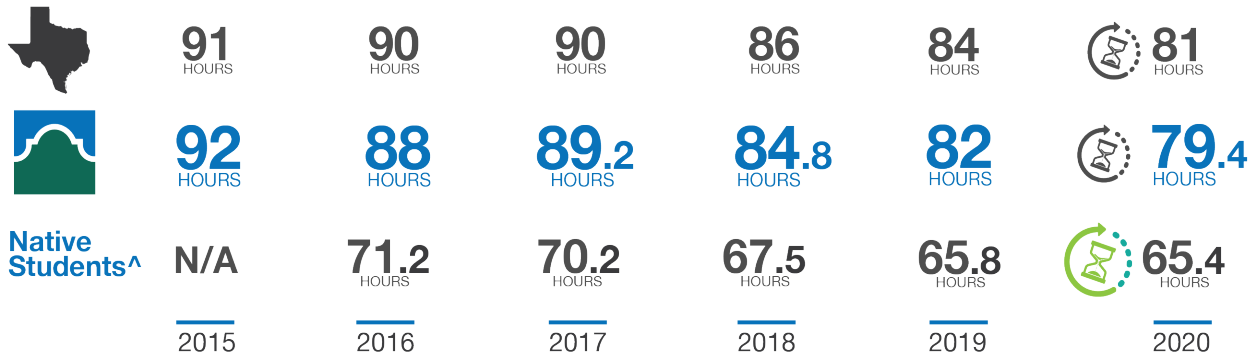 91 90 90 86 84 81
HOURS HOURS HOURS HOURS HOURS HOURS
92 88 89.2 84.8 82 79.4
HOURS HOURS HOURS HOURS HOURS HOURS
Native
Students^ N/A 71.2 70.2 67.5 65.8 65.4
HOURS HOURS HOURS HOURS HOURS
2015 2016 2017 2018 2019 2020